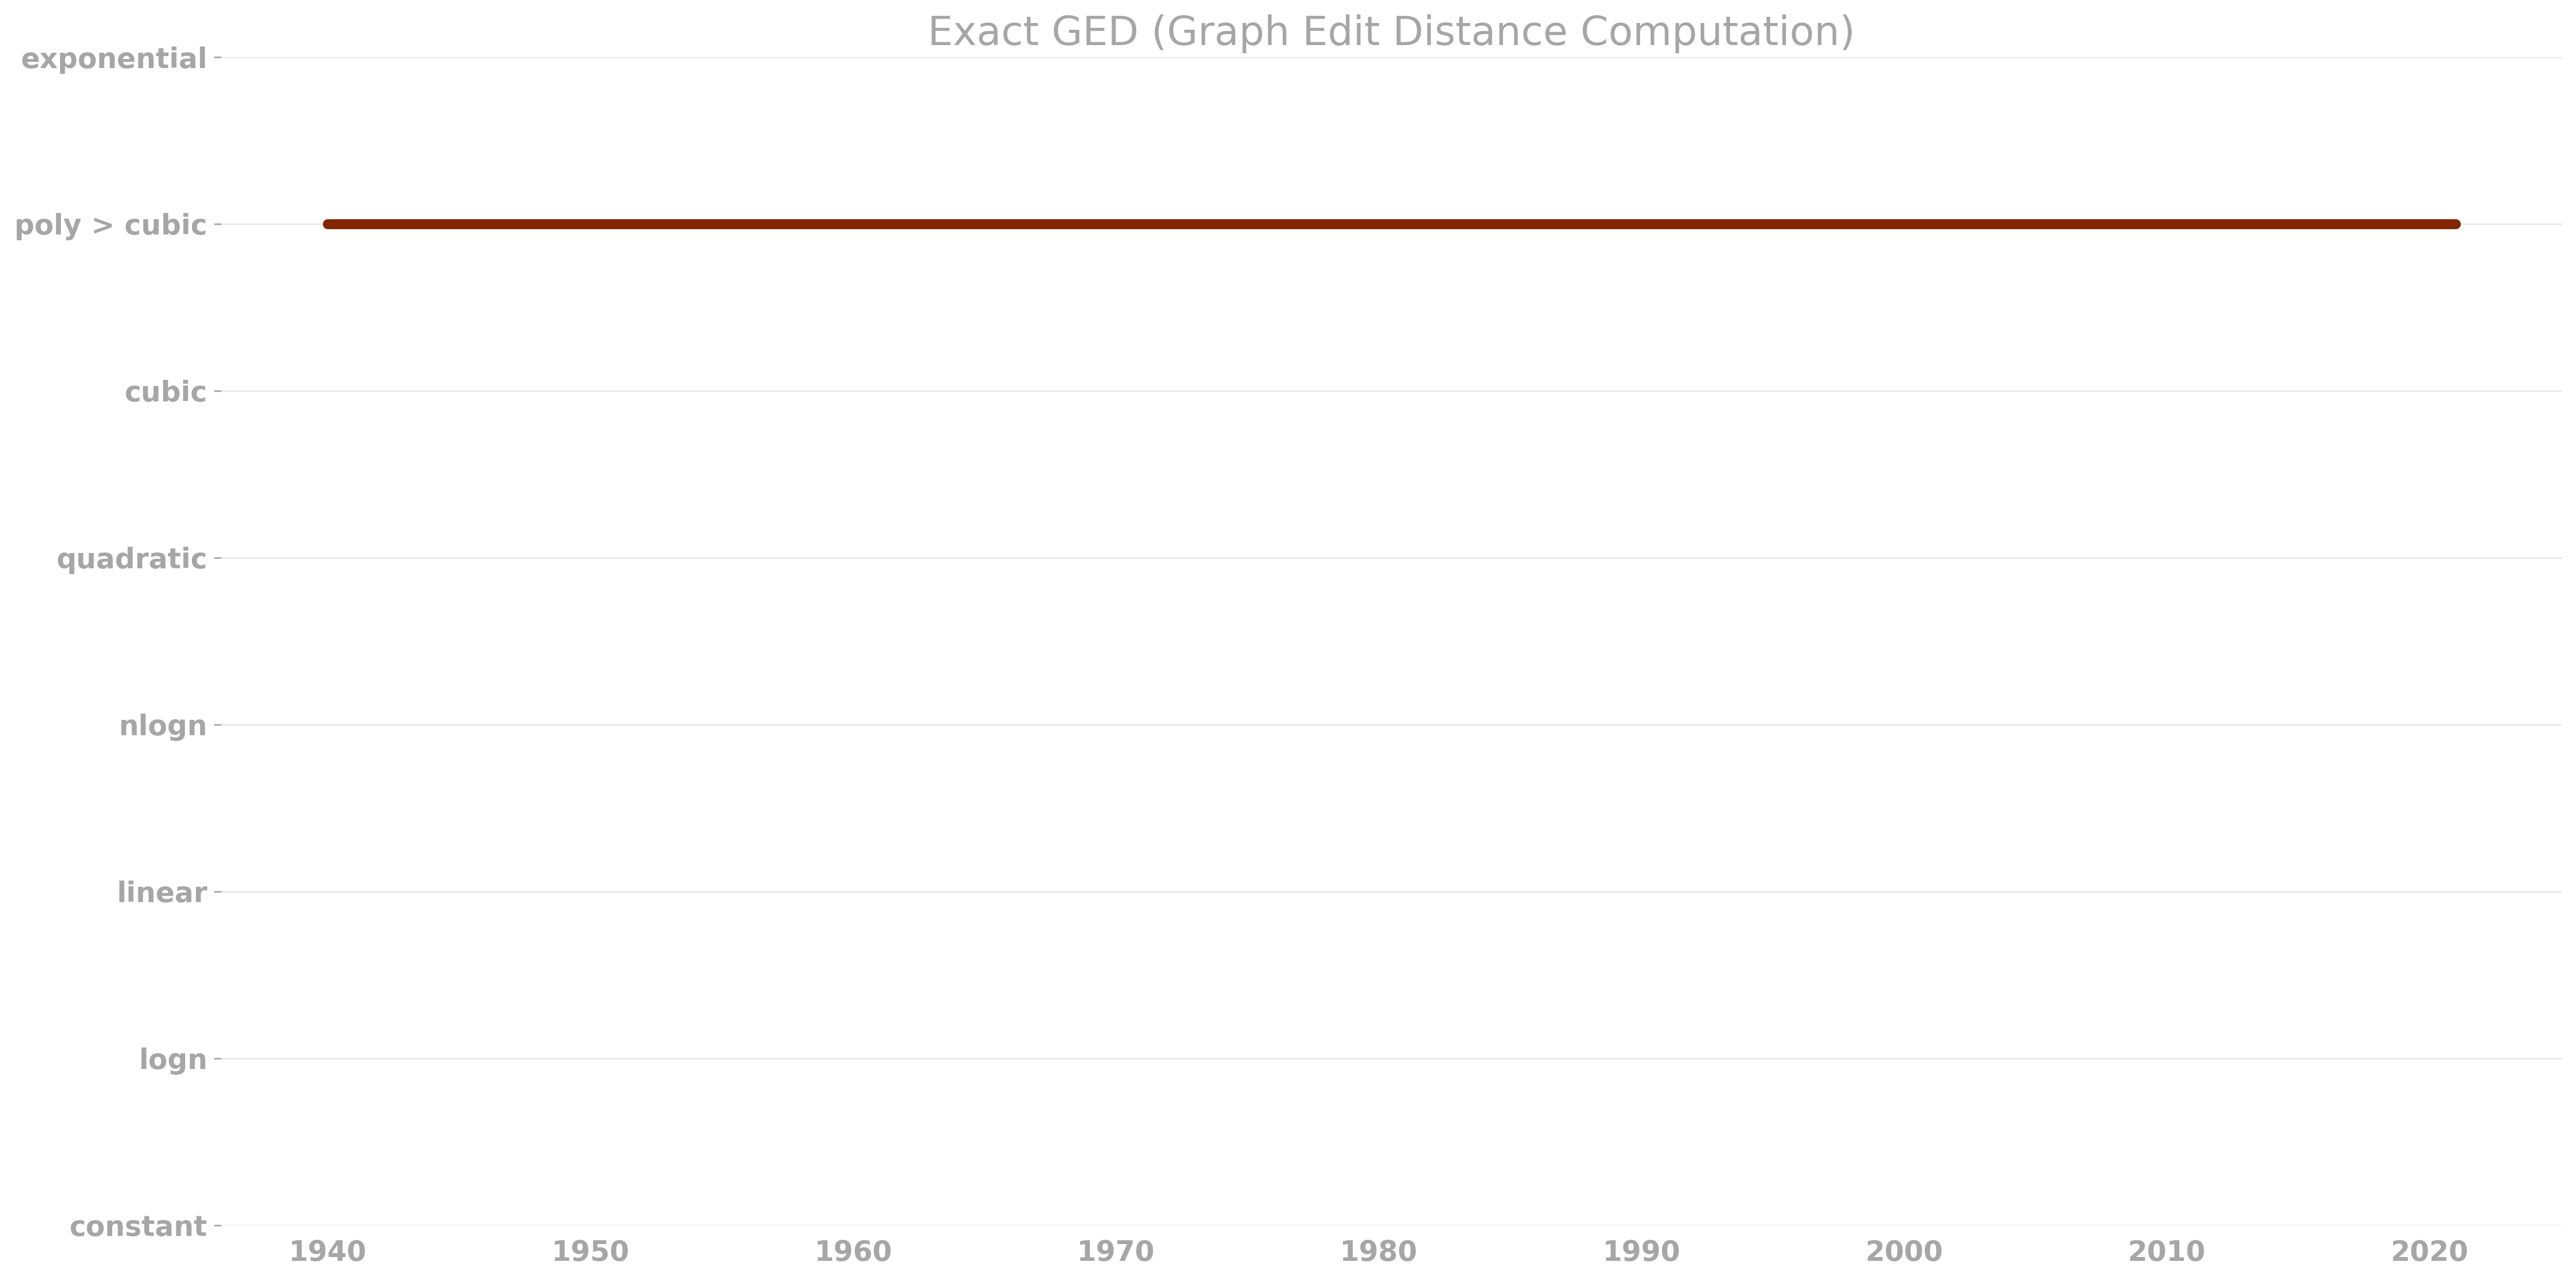 Exact GED (Graph Edit Distance Computation)
exponential
poly > cubic
cubic
quadratic
nlogn
linear
logn
constant
1940 1950 1960 1970 1980 1990 2000 2010 2020